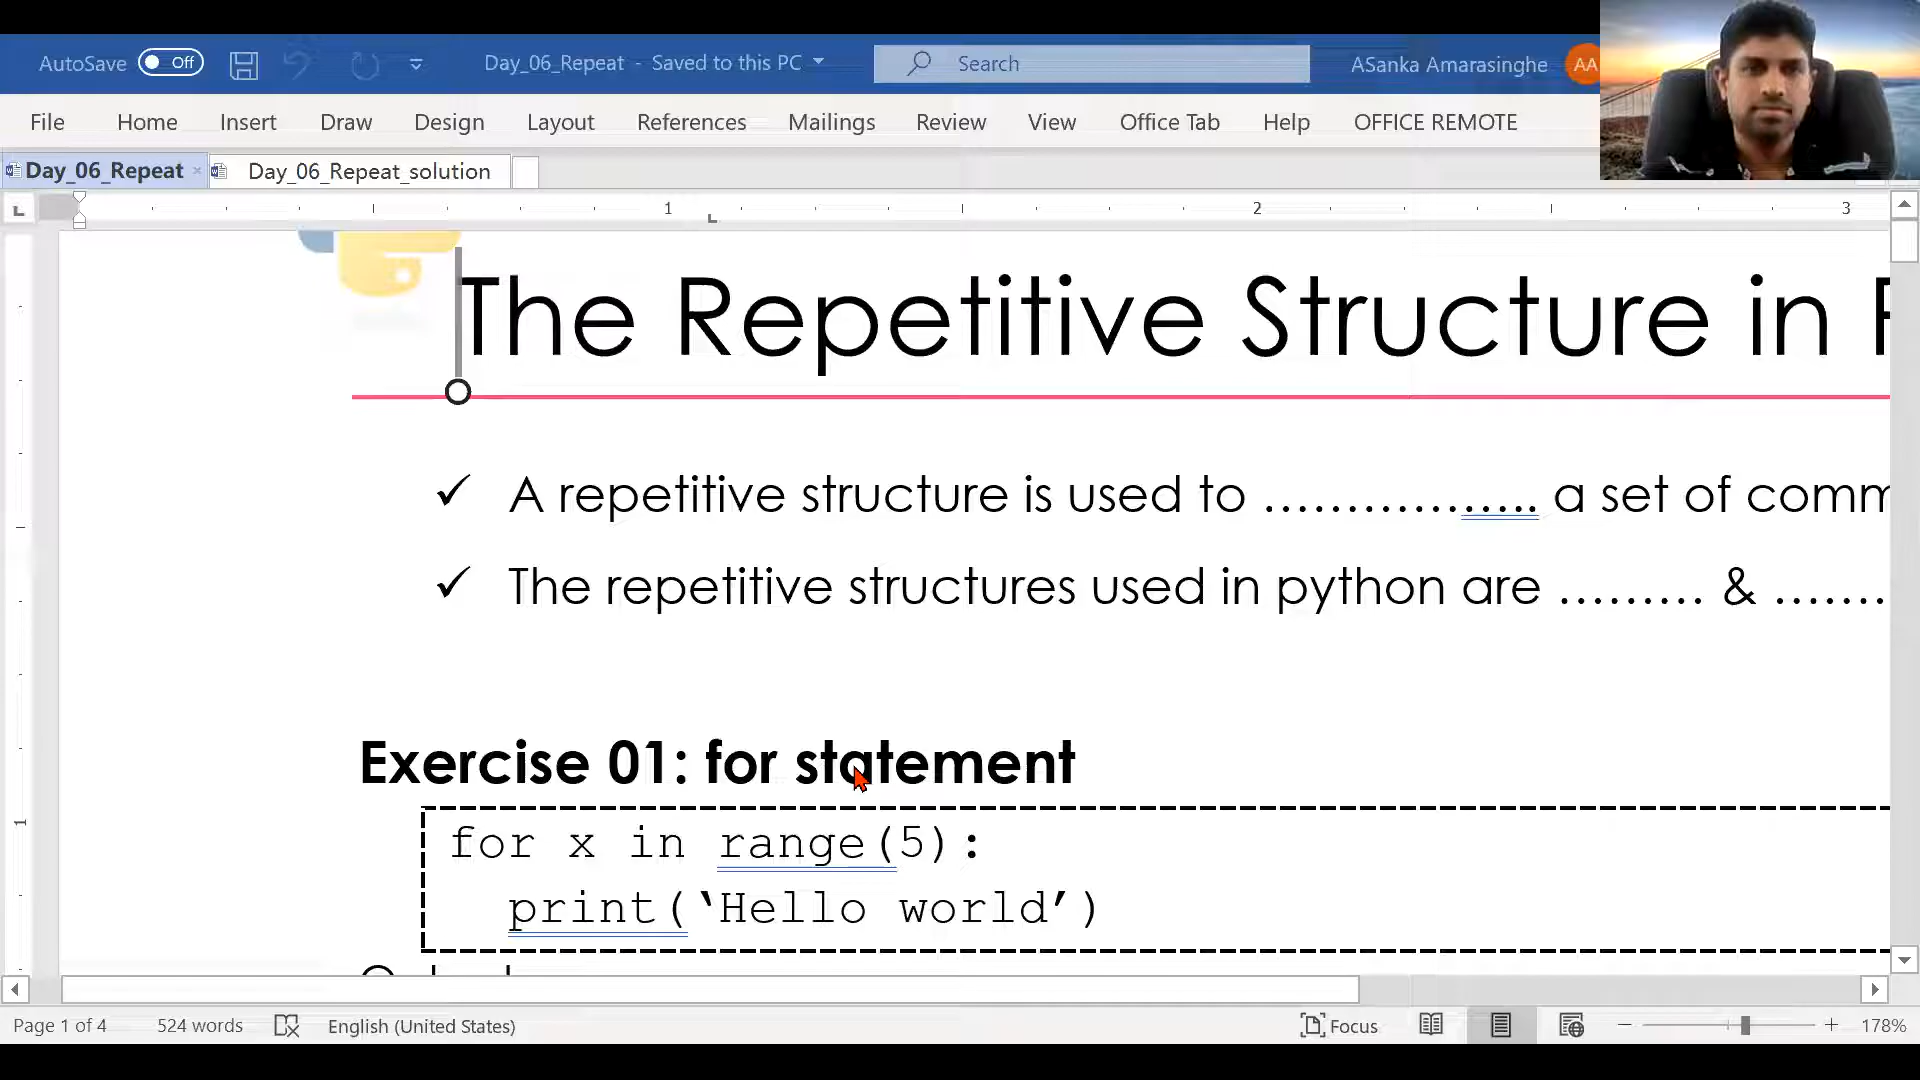 AutoSave Off Day_06_Repeat - Saved to this PC Search ASanka Amarasinghe AA
File Home Insert Draw Design Layout References Mailings Review View Office Tab Help OFFICE REMOTE
Day_06_Repeat × Day_06_Repeat_solution
1 2 3
The Repetitive Structure in P
✓ A repetitive structure is used to ………………….. a set of comm
✓ The repetitive structures used in python are ……… & …….
Exercise 01: for statement
for x in range(5):
print(‘Hello world’)
1
Page 1 of 4 524 words English (United States) Focus 178%